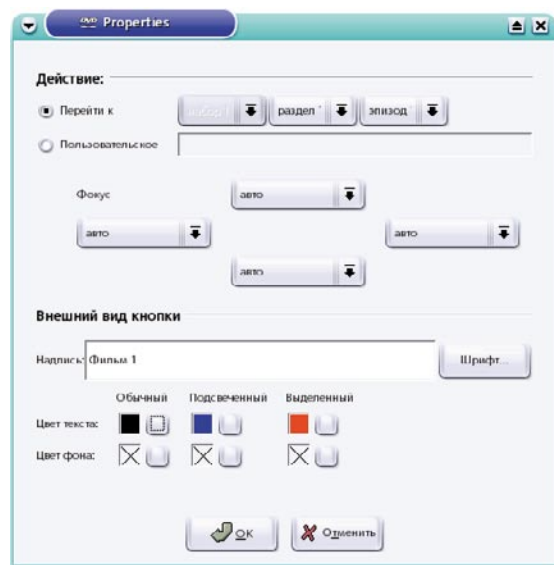 Properties
Действие:
Перейти к
раздел
эпизод
Пользовательское
Фокус
авто
авто
авто
авто
Внешний вид кнопки
Надпись: Фильм 1 Шрифт...
Обычный Подсвеченный Выделенный
Цвет текста:
Цвет фона:
OK Отменить